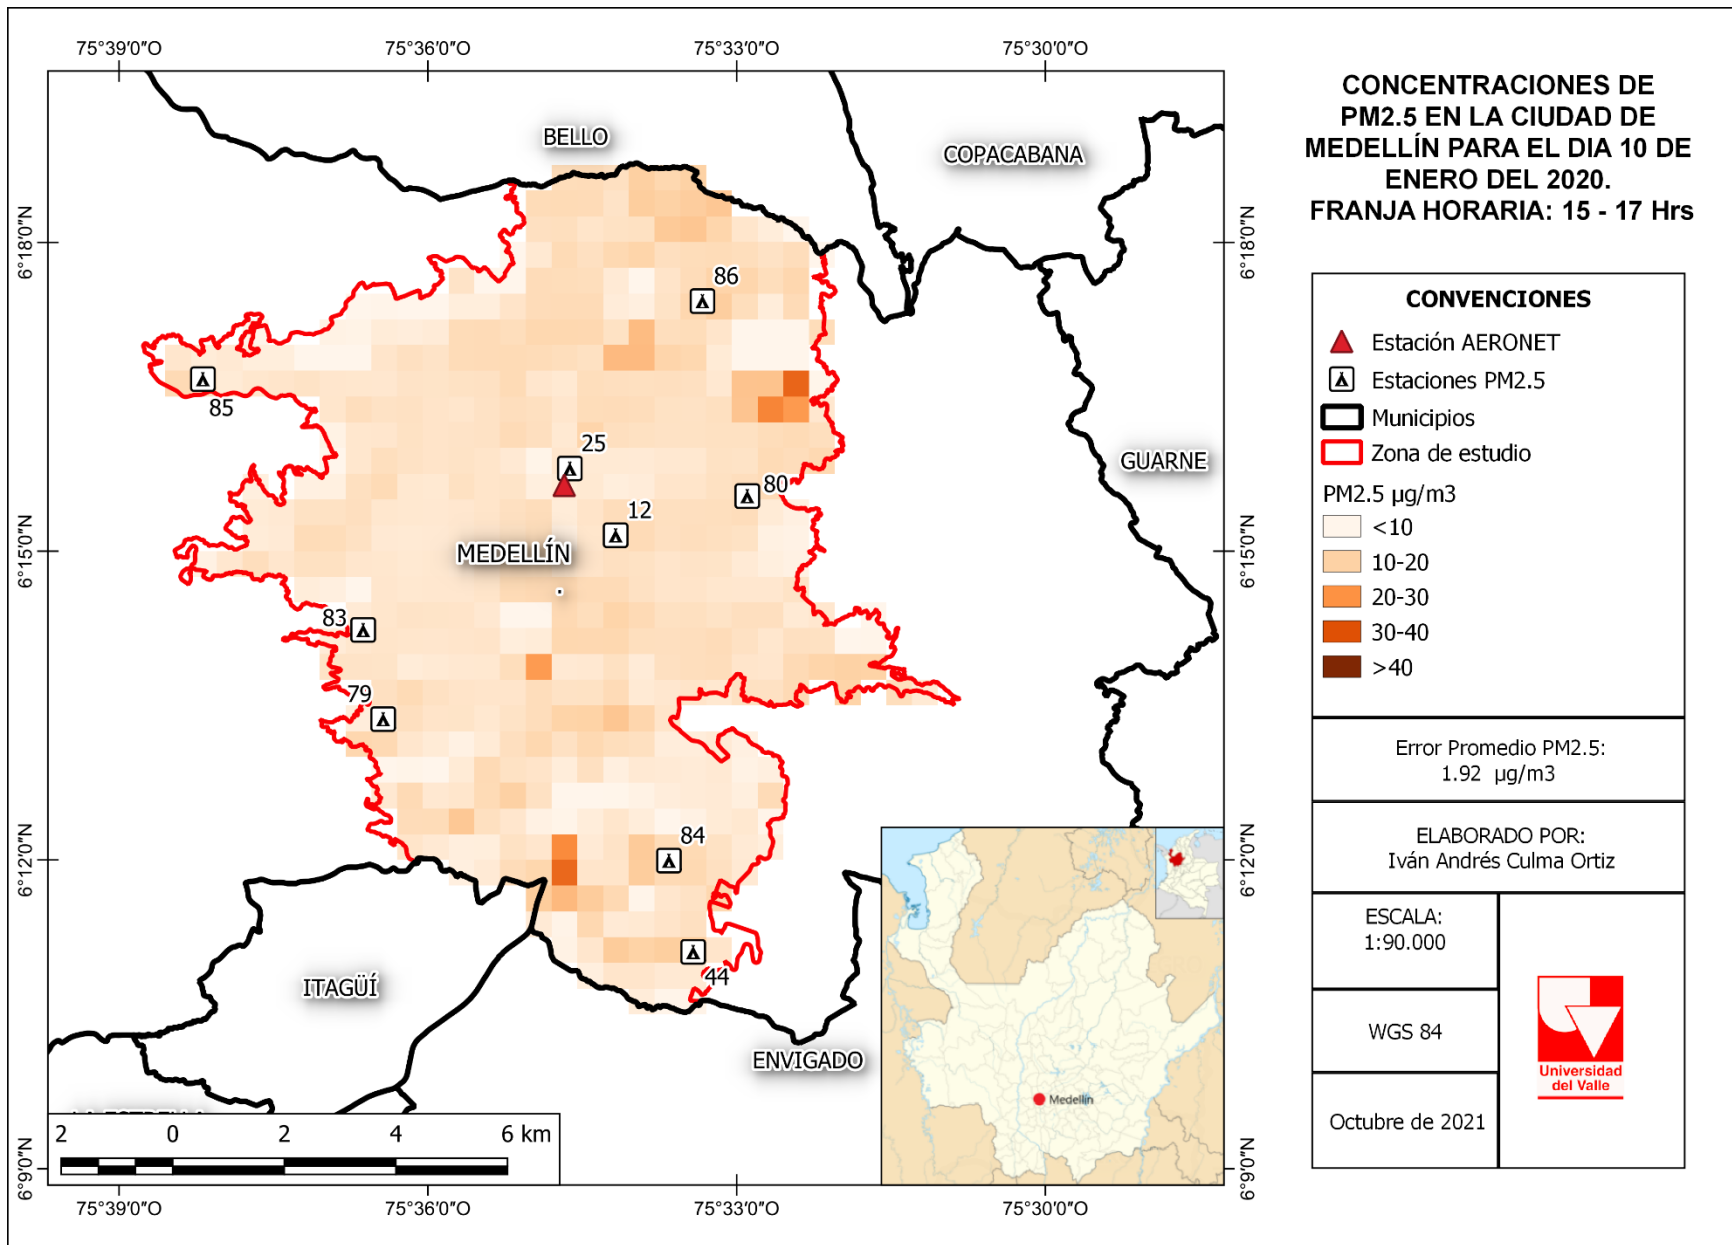 75°39'0"O 75°36'0"O 75°33'0"O 75°30'0"O
6°18'0"N
6°15'0"N
6°12'0"N
6°9'0"N
BELLO
COPACABANA
GUARNE
MEDELLÍN
ITAGÜÍ
ENVIGADO
86
85
25
80
12
83
79
84
44
6°18'0"N
6°15'0"N
6°12'0"N
6°9'0"N
2 0 2 4 6 km
Medellín
75°39'0"O 75°36'0"O 75°33'0"O 75°30'0"O
CONCENTRACIONES DE
PM2.5 EN LA CIUDAD DE
MEDELLÍN PARA EL DIA 10 DE
ENERO DEL 2020.
FRANJA HORARIA: 15 - 17 Hrs
CONVENCIONES
Estación AERONET
Estaciones PM2.5
Municipios
Zona de estudio
PM2.5 µg/m3
<10
10-20
20-30
30-40
>40
Error Promedio PM2.5:
1.92 µg/m3
ELABORADO POR:
Iván Andrés Culma Ortiz
ESCALA:
1:90.000
WGS 84
Octubre de 2021
Universidad
del Valle